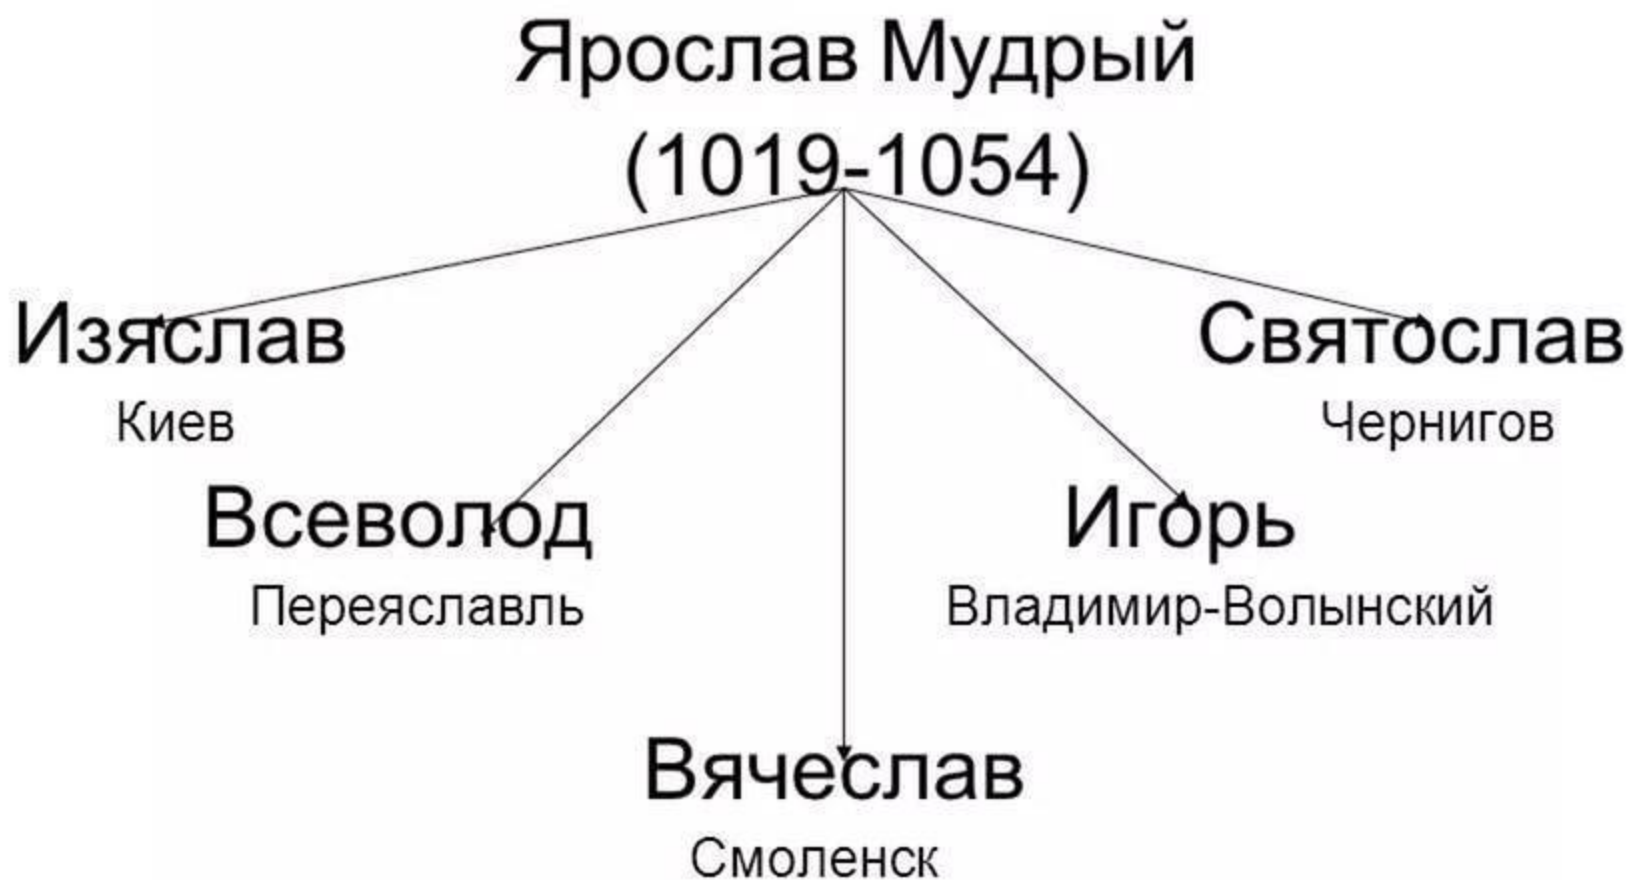 Ярослав Мудрый
(1019-1054)
Изяслав
Киев
Святослав
Чернигов
Всеволод
Переяславль
Игорь
Владимир-Волынский
Вячеслав
Смоленск